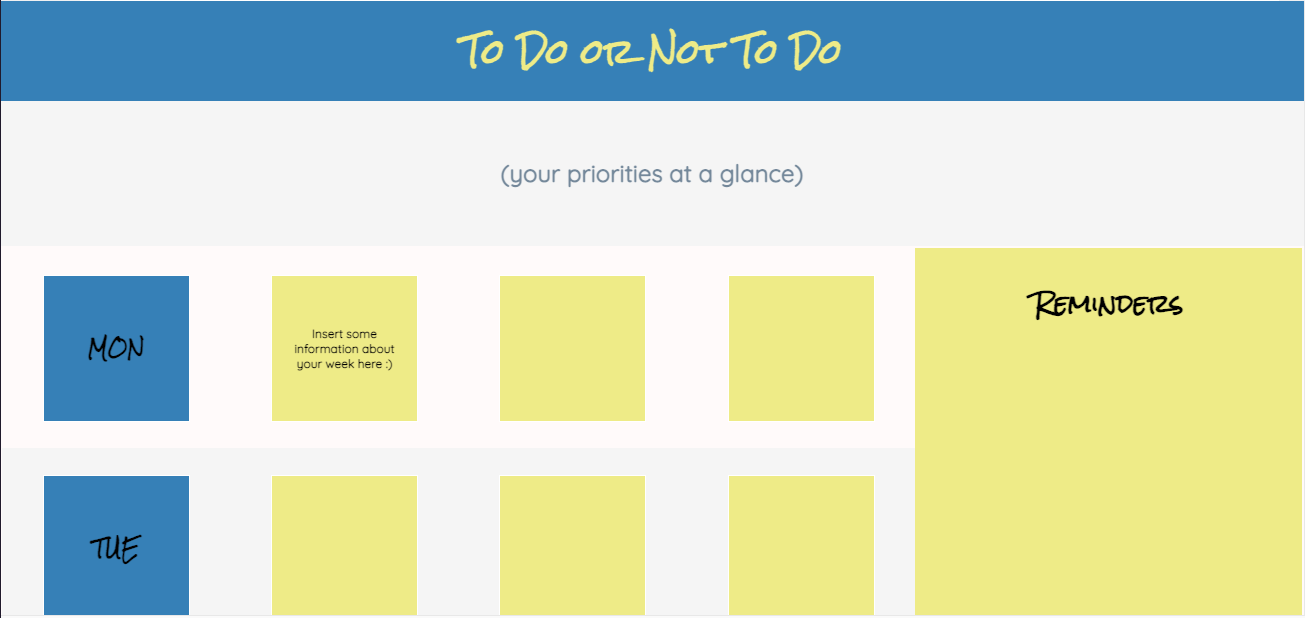 To Do or Not To Do
(your priorities at a glance)
MON
Insert some
information about
your week here :)
Reminders
TUE